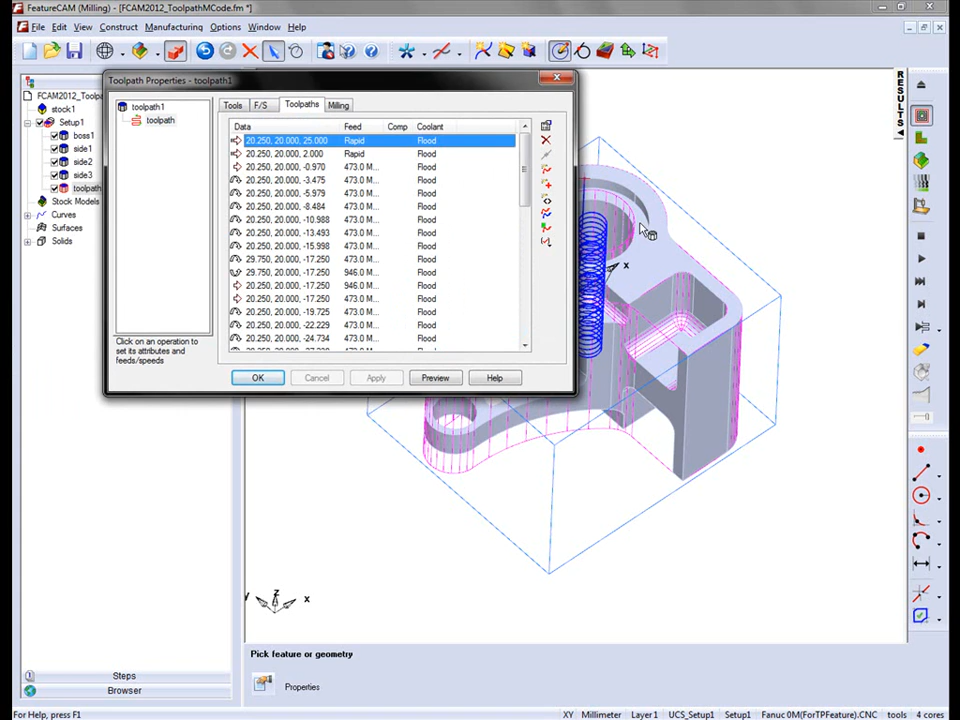 FeatureCAM (Milling) - [FCAM2012_ToolpathMCode.fm *]
File Edit View Construct Manufacturing Options Window Help
Toolpath Properties - toolpath1
FCAM2012_Toolpa
stock1
Setup1
boss1
side1
side2
side3
toolpath
Stock Models
Curves
Surfaces
Solids
toolpath1
toolpath
Click on an operation to
set its attributes and
feeds/speeds
Tools F/S Toolpaths Milling
Data Feed Comp Coolant
20.250, 20.000, 25.000 Rapid Flood
20.250, 20.000, 2.000 Rapid Flood
20.250, 20.000, -0.970 473.0 M... Flood
20.250, 20.000, -3.475 473.0 M... Flood
20.250, 20.000, -5.979 473.0 M... Flood
20.250, 20.000, -8.484 473.0 M... Flood
20.250, 20.000, -10.988 473.0 M... Flood
20.250, 20.000, -13.493 473.0 M... Flood
20.250, 20.000, -15.998 473.0 M... Flood
29.750, 20.000, -17.250 473.0 M... Flood
20.250, 20.000, -17.250 946.0 M... Flood
20.250, 20.000, -17.250 946.0 M... Flood
20.250, 20.000, -17.250 473.0 M... Flood
20.250, 20.000, -19.725 473.0 M... Flood
20.250, 20.000, -22.229 473.0 M... Flood
20.250, 20.000, -24.734 473.0 M... Flood
OK Cancel Apply Preview Help
RESULTS
x
x
z
Pick feature or geometry
Properties
Steps
Browser
For Help, press F1
XY Millimeter Layer1 UCS_Setup1 Setup1 Fanuc 0M(ForTPFeature).CNC tools 4 cores